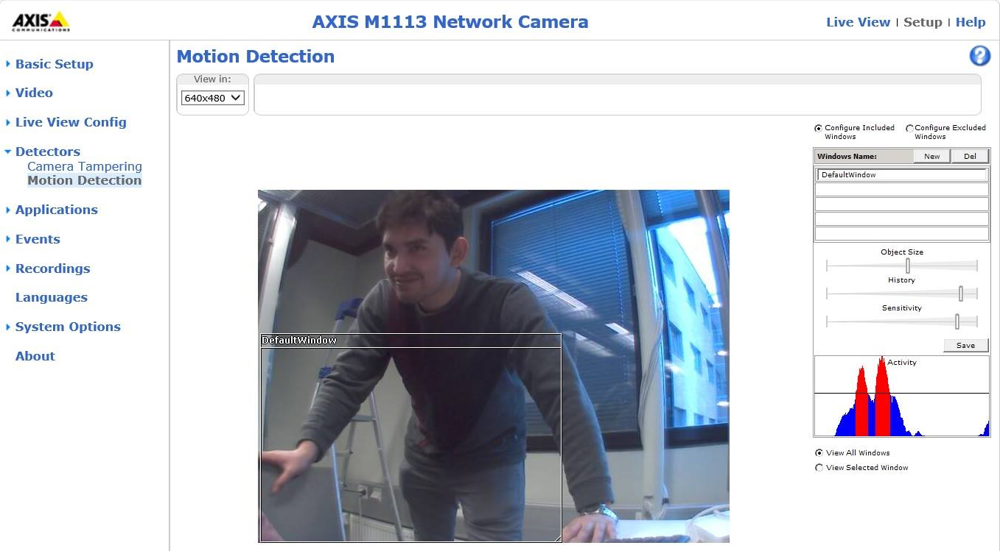 AXIS
COMMUNICATIONS
AXIS M1113 Network Camera
Live View | Setup | Help
Basic Setup
Video
Live View Config
Detectors
Camera Tampering
Motion Detection
Applications
Events
Recordings
Languages
System Options
About
Motion Detection
?
View in:
640x480
Configure Included
Windows
Configure Excluded
Windows
Windows Name:
New
Del
DefaultWindow
Object Size
History
Sensitivity
Save
Activity
View All Windows
View Selected Window
DefaultWindow